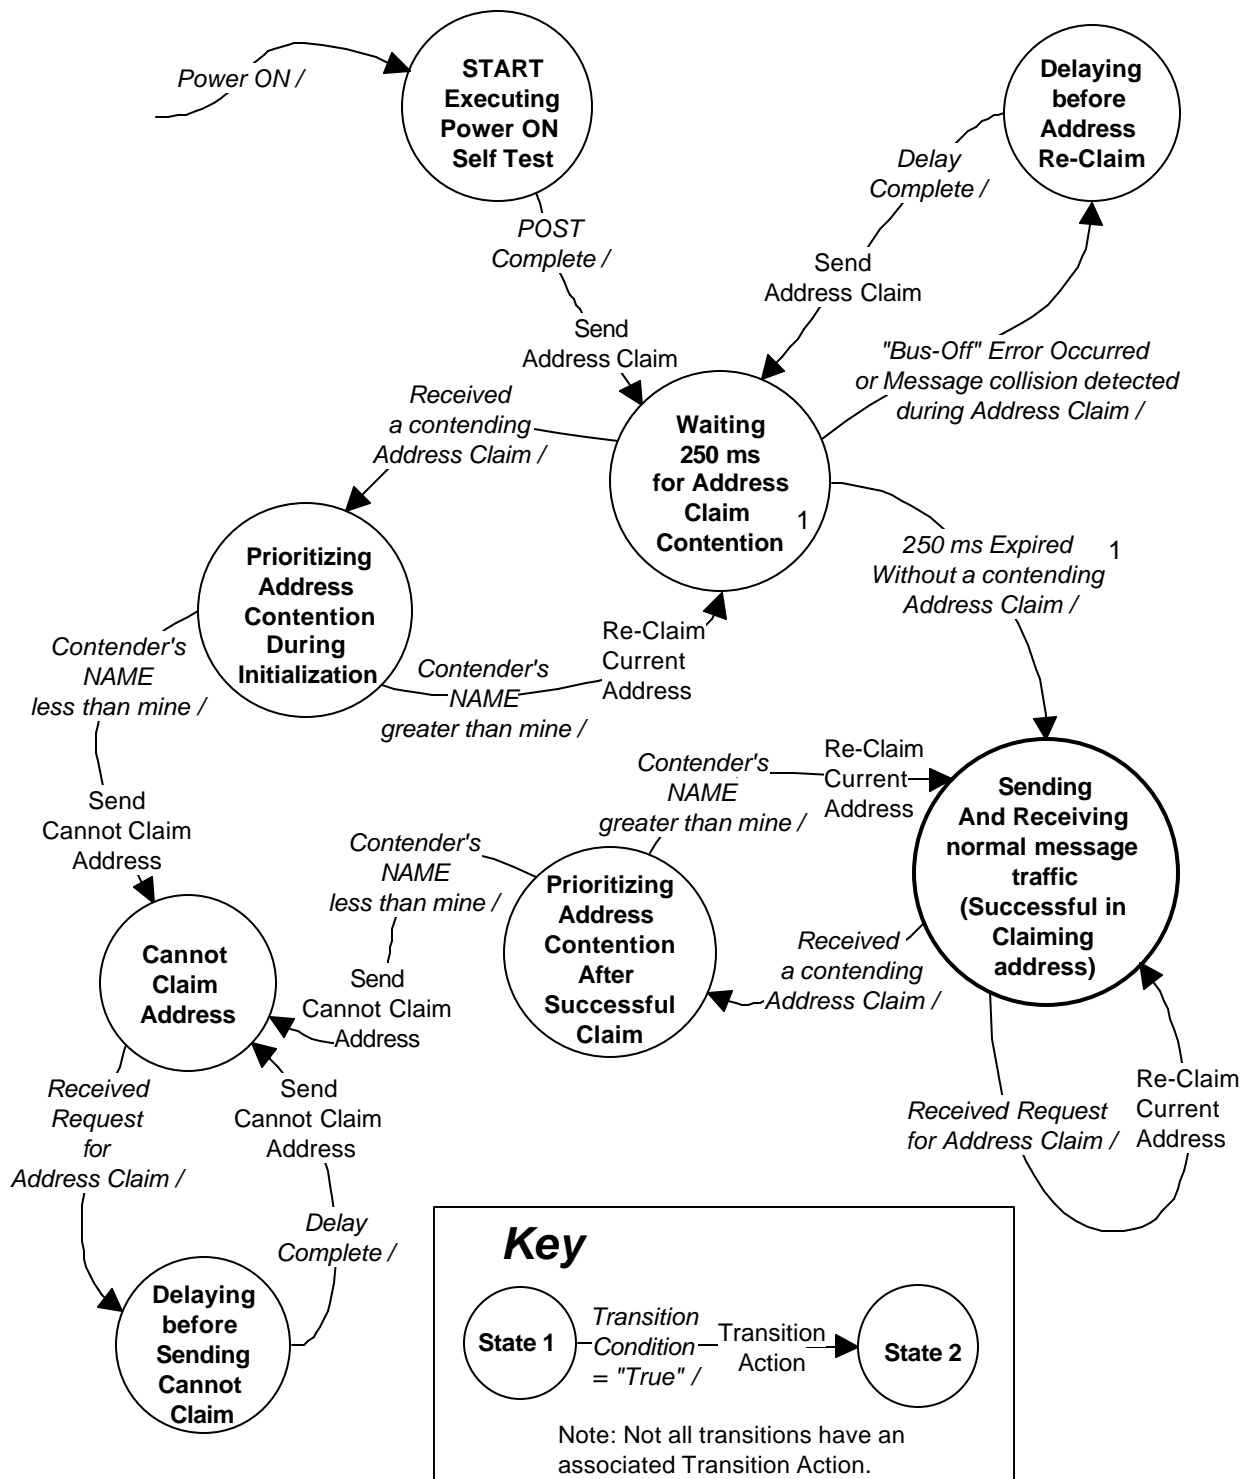 Power ON /
START
Executing
Power ON
Self Test
Delaying
before
Address
Re-Claim
POST
Complete /
Send
Address Claim
Delay
Complete /
Send
Address Claim
"Bus-Off" Error Occurred
or Message collision detected
during Address Claim /
Received
a contending
Address Claim /
Waiting
250 ms
for Address
Claim
Contention
1
250 ms Expired
Without a contending
Address Claim /
1
Prioritizing
Address
Contention
During
Initialization
Contender's
NAME
less than mine /
Contender's
NAME
greater than mine /
Re-Claim
Current
Address
Send
Cannot Claim
Address
Contender's
NAME
greater than mine /
Re-Claim
Current
Address
Sending
And Receiving
normal message
traffic
(Successful in
Claiming
address)
Contender's
NAME
less than mine /
Prioritizing
Address
Contention
After
Successful
Claim
Received
a contending
Address Claim /
Cannot
Claim
Address
Send
Cannot Claim
Address
Received
Request
for
Address Claim /
Send
Cannot Claim
Address
Received Request
for Address Claim /
Re-Claim
Current
Address
Delay
Complete /
Delaying
before
Sending
Cannot
Claim
Key
State 1
Transition
Condition
= "True" /
Transition
Action
State 2
Note: Not all transitions have an
associated Transition Action.